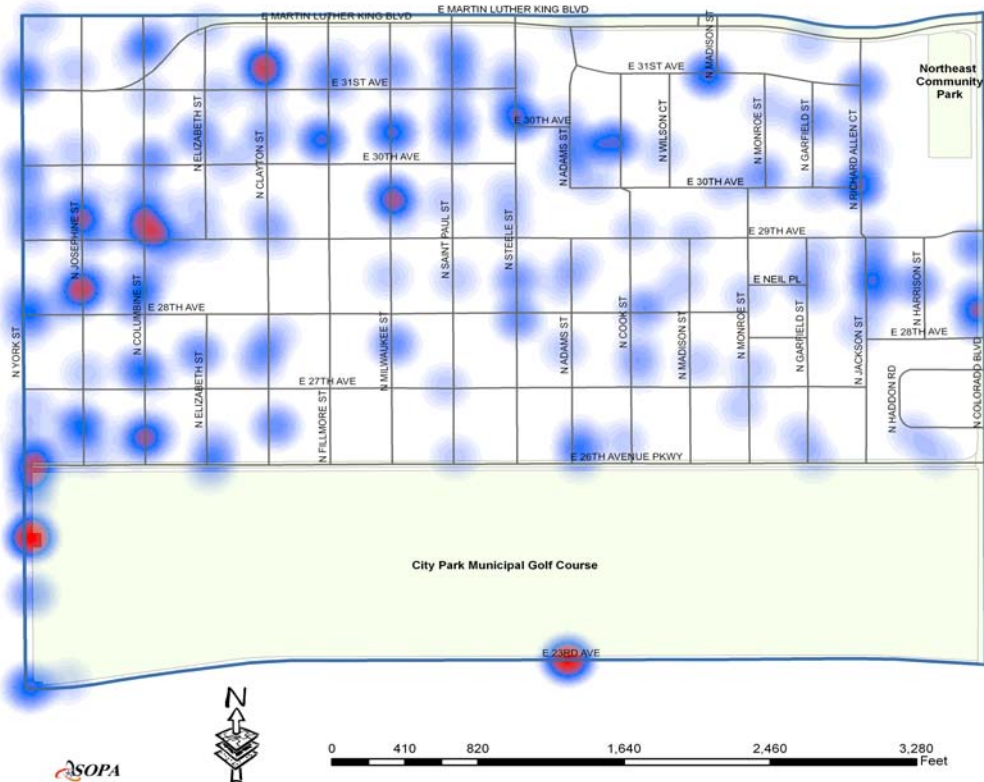 E MARTIN LUTHER KING BLVD
E MARTIN LUTHER KING BLVD
N MADISON ST
E 31ST AVE
Northeast
Community
Park
E 31ST AVE
N ELIZABETH ST
N CLAYTON ST
E 30TH AVE
N ADAMS ST
N WILSON CT
N MONROE ST
N GARFIELD ST
N RICHARD ALLEN CT
E 30TH AVE
E 30TH AVE
N JOSEPHINE ST
N SAINT PAUL ST
N STEELE ST
E 29TH AVE
N COLUMBINE ST
E NEIL PL
N HARRISON ST
E 28TH AVE
E 28TH AVE
N YORK ST
N ELIZABETH ST
N MILWAUKEE ST
N ADAMS ST
N COOK ST
N MADISON ST
N MONROE ST
N GARFIELD ST
N JACKSON ST
N HADDON RD
N COLORADO BLVD
E 27TH AVE
N FILLMORE ST
E 26TH AVENUE PKWY
City Park Municipal Golf Course
E 23RD AVE
N
SOPA
0 410 820 1,640 2,460 3,280
Feet